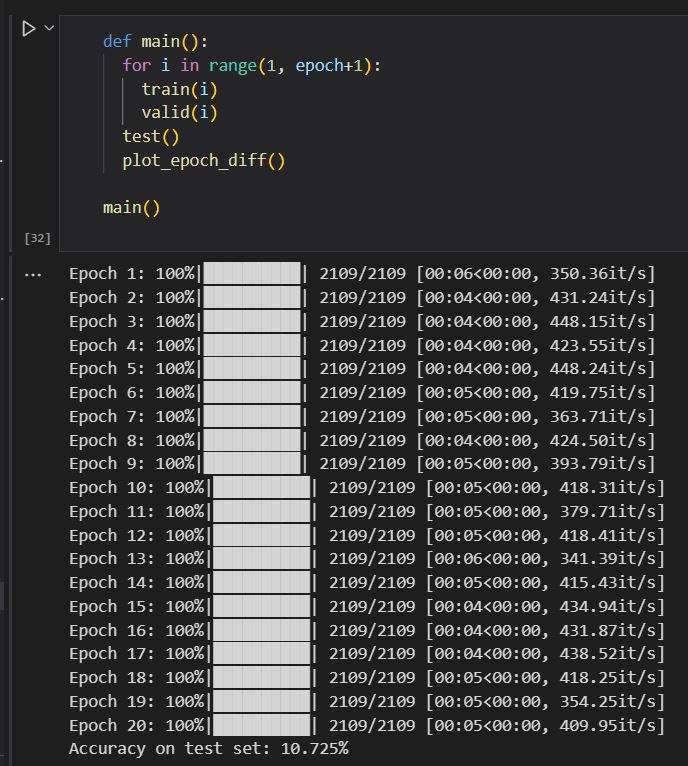 def main():
  for i in range(1, epoch+1):
    train(i)
    valid(i)
  test()
  plot_epoch_diff()
main()
[32]
... Epoch 1: 100%|██████████| 2109/2109 [00:06<00:00, 350.36it/s]
Epoch 2: 100%|██████████| 2109/2109 [00:04<00:00, 431.24it/s]
Epoch 3: 100%|██████████| 2109/2109 [00:04<00:00, 448.15it/s]
Epoch 4: 100%|██████████| 2109/2109 [00:04<00:00, 423.55it/s]
Epoch 5: 100%|██████████| 2109/2109 [00:04<00:00, 448.24it/s]
Epoch 6: 100%|██████████| 2109/2109 [00:05<00:00, 419.75it/s]
Epoch 7: 100%|██████████| 2109/2109 [00:05<00:00, 363.71it/s]
Epoch 8: 100%|██████████| 2109/2109 [00:04<00:00, 424.50it/s]
Epoch 9: 100%|██████████| 2109/2109 [00:05<00:00, 393.79it/s]
Epoch 10: 100%|██████████| 2109/2109 [00:05<00:00, 418.31it/s]
Epoch 11: 100%|██████████| 2109/2109 [00:05<00:00, 379.71it/s]
Epoch 12: 100%|██████████| 2109/2109 [00:05<00:00, 418.41it/s]
Epoch 13: 100%|██████████| 2109/2109 [00:06<00:00, 341.39it/s]
Epoch 14: 100%|██████████| 2109/2109 [00:05<00:00, 415.43it/s]
Epoch 15: 100%|██████████| 2109/2109 [00:04<00:00, 434.94it/s]
Epoch 16: 100%|██████████| 2109/2109 [00:04<00:00, 431.87it/s]
Epoch 17: 100%|██████████| 2109/2109 [00:04<00:00, 438.52it/s]
Epoch 18: 100%|██████████| 2109/2109 [00:05<00:00, 418.25it/s]
Epoch 19: 100%|██████████| 2109/2109 [00:05<00:00, 354.25it/s]
Epoch 20: 100%|██████████| 2109/2109 [00:05<00:00, 409.95it/s]
Accuracy on test set: 10.725%